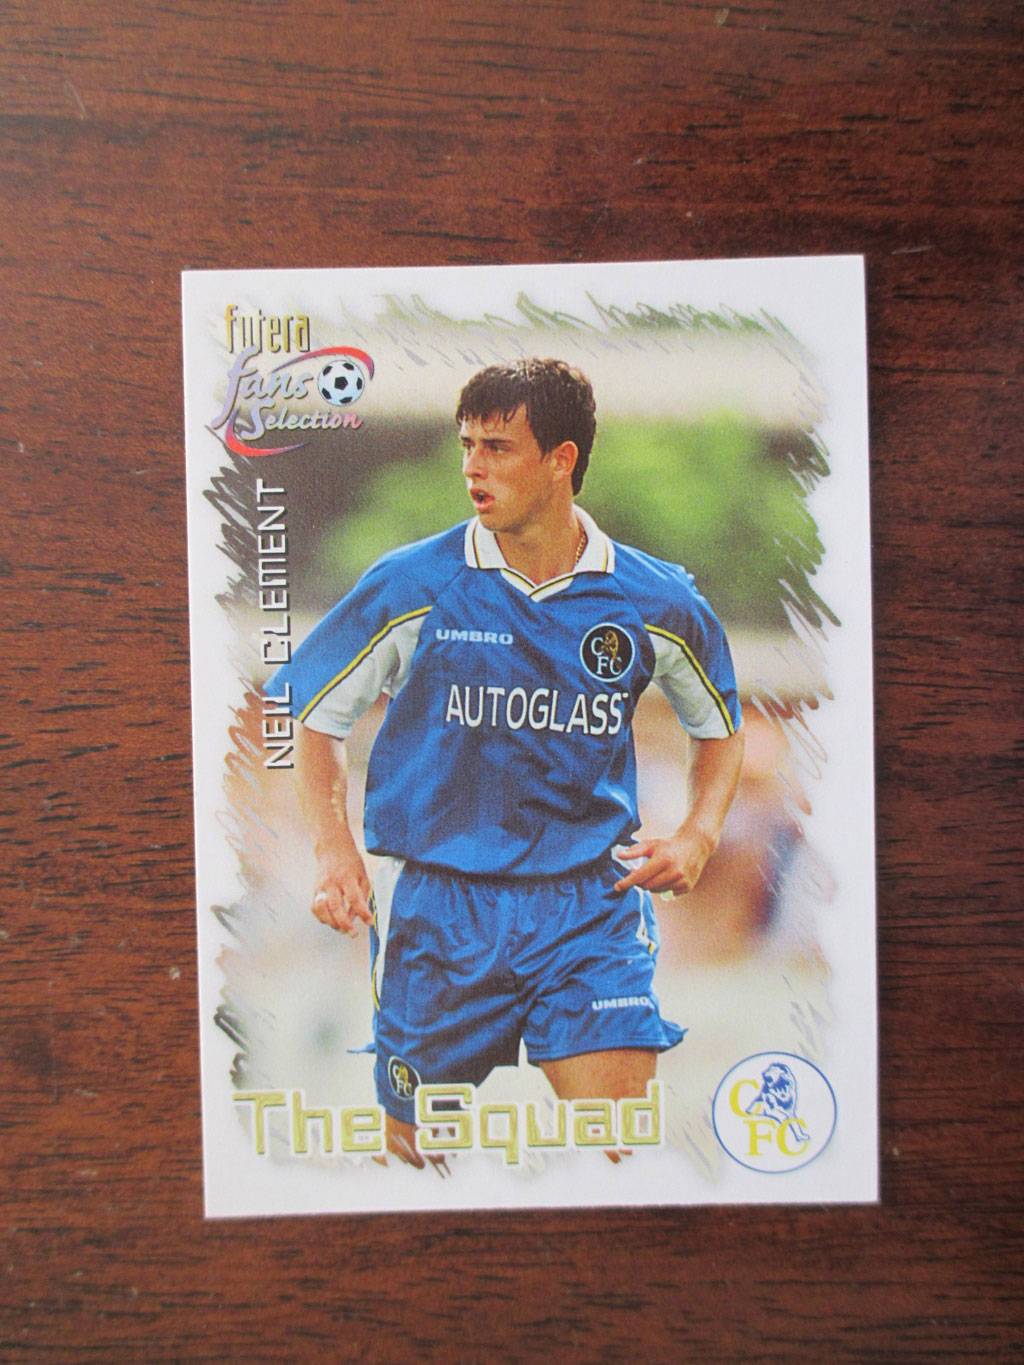 futera
fans
Selection
NEIL CLEMENT
UMBRO
CFC
AUTOGLASS
UMBRO
CFC
The Squad
CFC